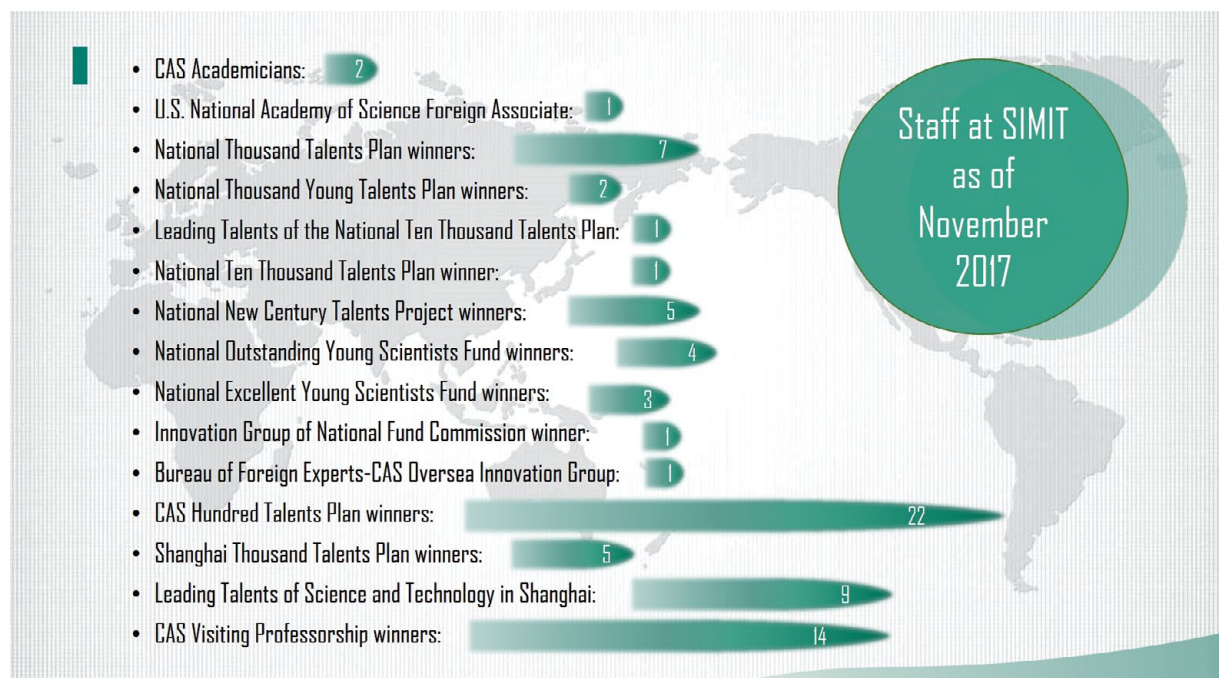 • CAS Academicians: 2
• U.S. National Academy of Science Foreign Associate: 1
• National Thousand Talents Plan winners: 7
• National Thousand Young Talents Plan winners: 2
• Leading Talents of the National Ten Thousand Talents Plan: 1
• National Ten Thousand Talents Plan winner: 1
• National New Century Talents Project winners: 5
• National Outstanding Young Scientists Fund winners: 4
• National Excellent Young Scientists Fund winners: 3
• Innovation Group of National Fund Commission winner: 1
• Bureau of Foreign Experts-CAS Oversea Innovation Group: 1
• CAS Hundred Talents Plan winners: 22
• Shanghai Thousand Talents Plan winners: 5
• Leading Talents of Science and Technology in Shanghai: 9
• CAS Visiting Professorship winners: 14
Staff at SIMIT
as of
November
2017